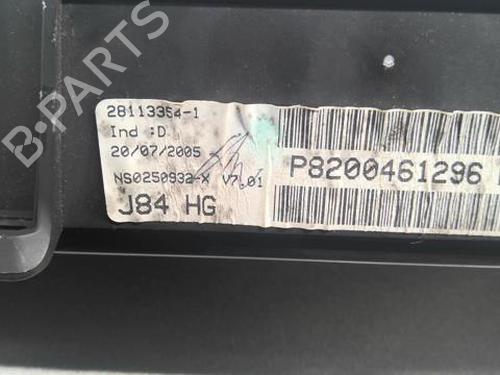 28113354-1
Ind :D
20/07/2005
NS0250932-X V7.01
J84 HG
P8200461296
B-PARTS